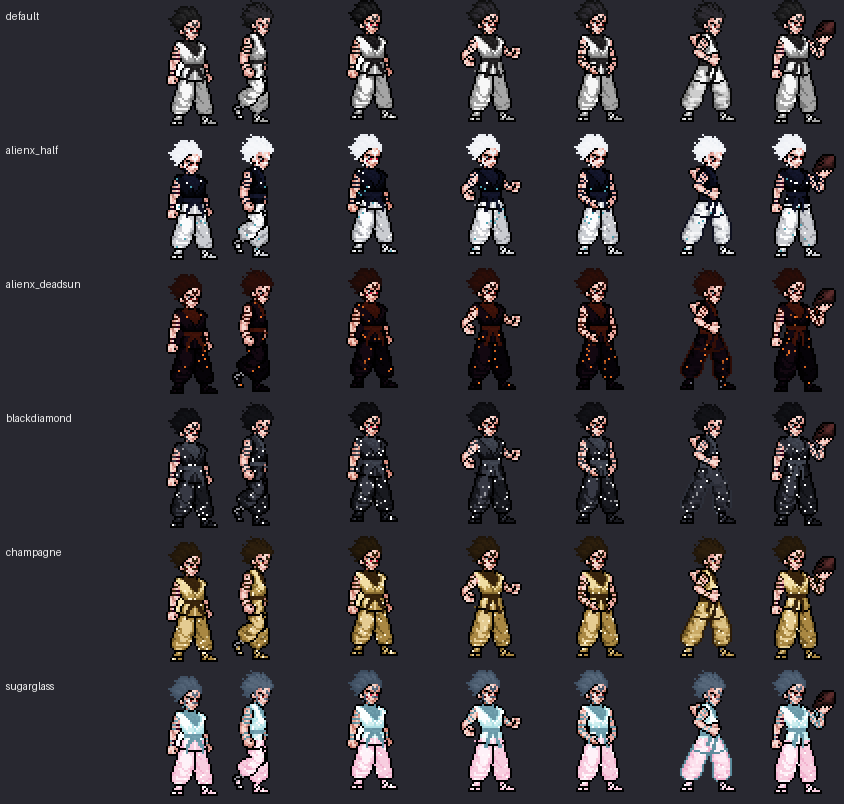 default
alienx_half
alienx_deadsun
blackdiamond
champagne
sugarglass